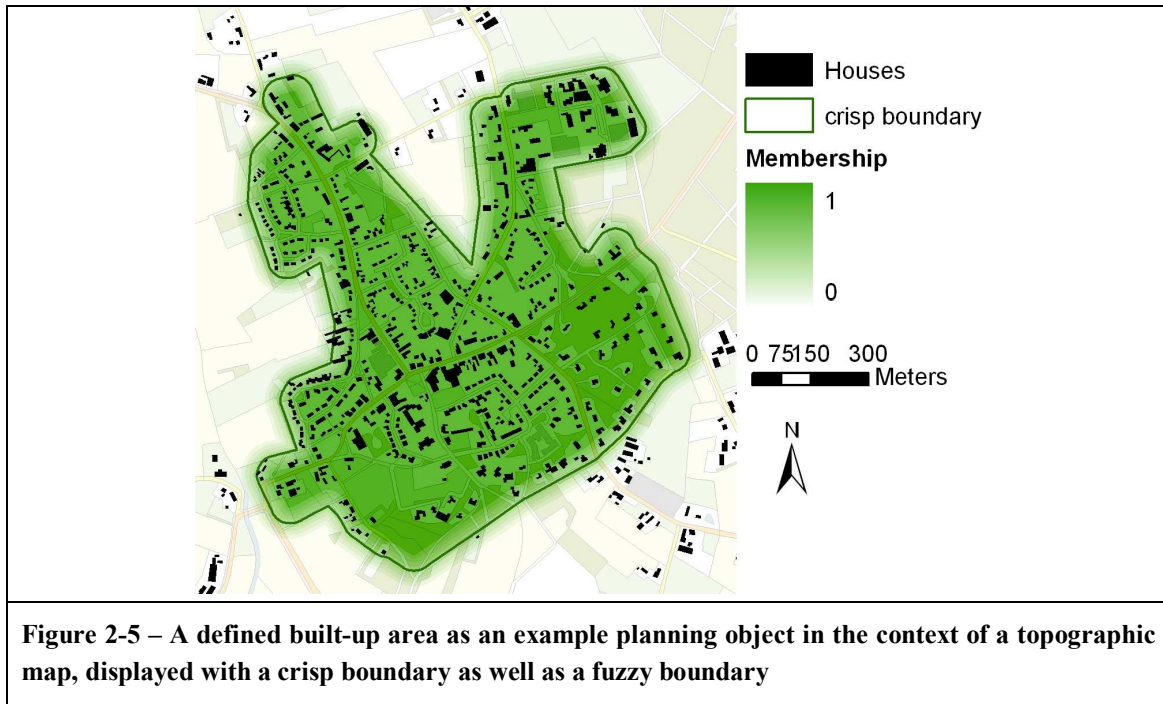 Houses
crisp boundary
Membership
1
0
0 75150 300
Meters
N
Figure 2-5 – A defined built-up area as an example planning object in the context of a topographic
map, displayed with a crisp boundary as well as a fuzzy boundary